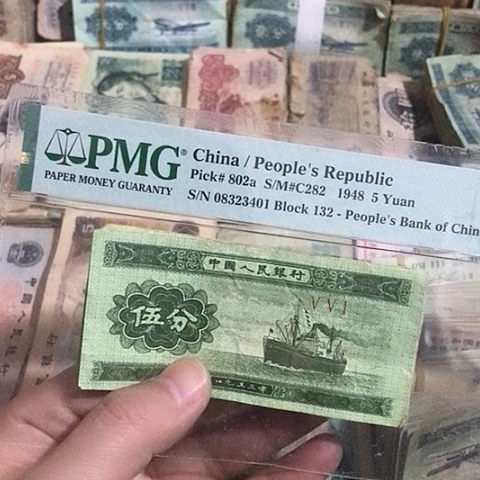 PMG®
PAPER MONEY GUARANTY
China / People's Republic
Pick# 802a S/M#C282 1948 5 Yuan
S/N 08323401 Block 132 - People's Bank of Chin
中國人民銀行
VVI
伍分
一九五三年